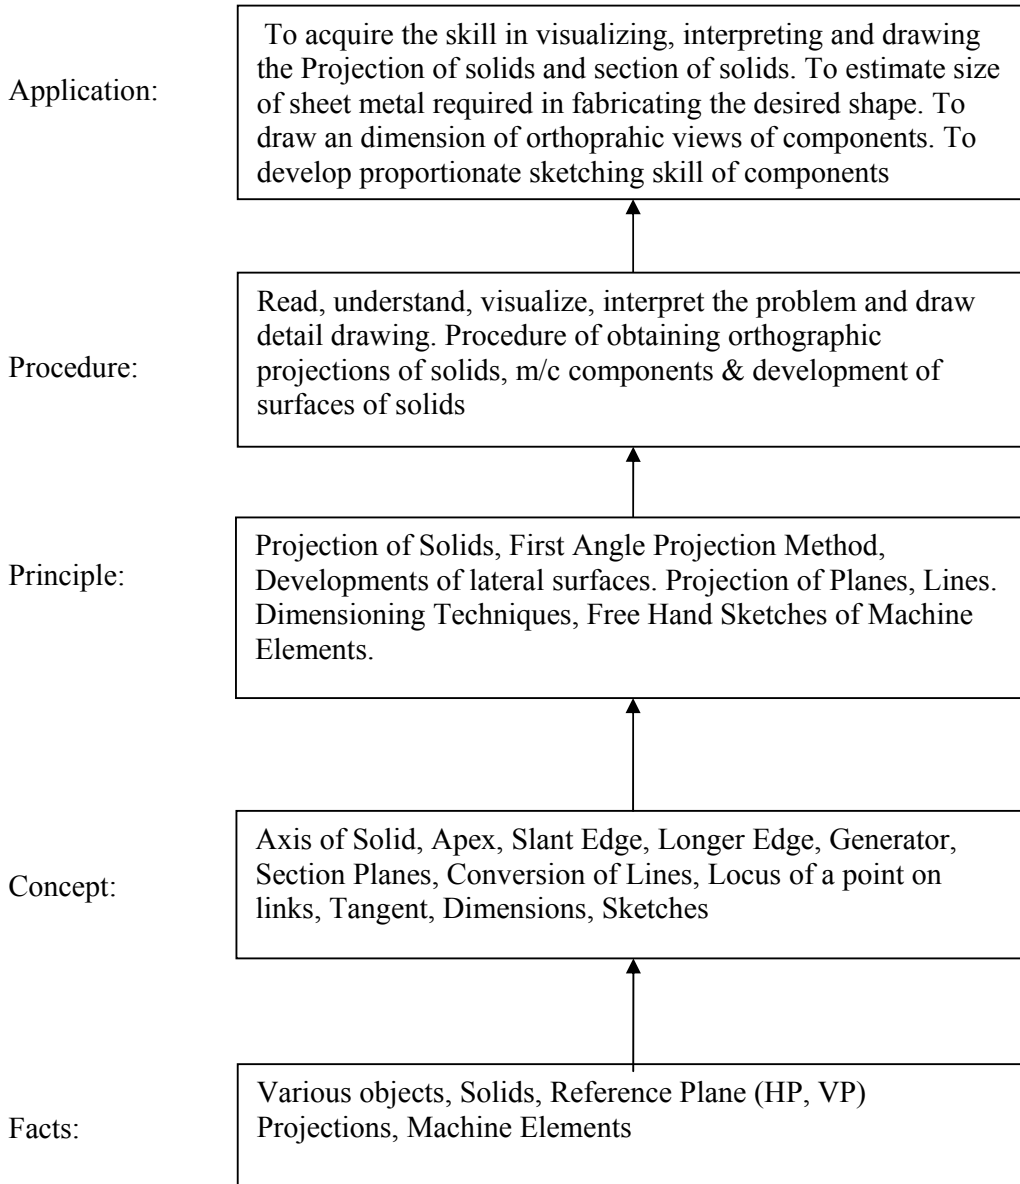 To acquire the skill in visualizing, interpreting and drawing
the Projection of solids and section of solids. To estimate size
Application:
of sheet metal required in fabricating the desired shape. To
draw an dimension of orthoprahic views of components. To
develop proportionate sketching skill of components
Read, understand, visualize, interpret the problem and draw
detail drawing. Procedure of obtaining orthographic
Procedure:
projections of solids, m/c components & development of
surfaces of solids
Projection of Solids, First Angle Projection Method,
Principle:
Developments of lateral surfaces. Projection of Planes, Lines.
Dimensioning Techniques, Free Hand Sketches of Machine
Elements.
Axis of Solid, Apex, Slant Edge, Longer Edge, Generator,
Concept:
Section Planes, Conversion of Lines, Locus of a point on
links, Tangent, Dimensions, Sketches
Various objects, Solids, Reference Plane (HP, VP)
Facts:
Projections, Machine Elements